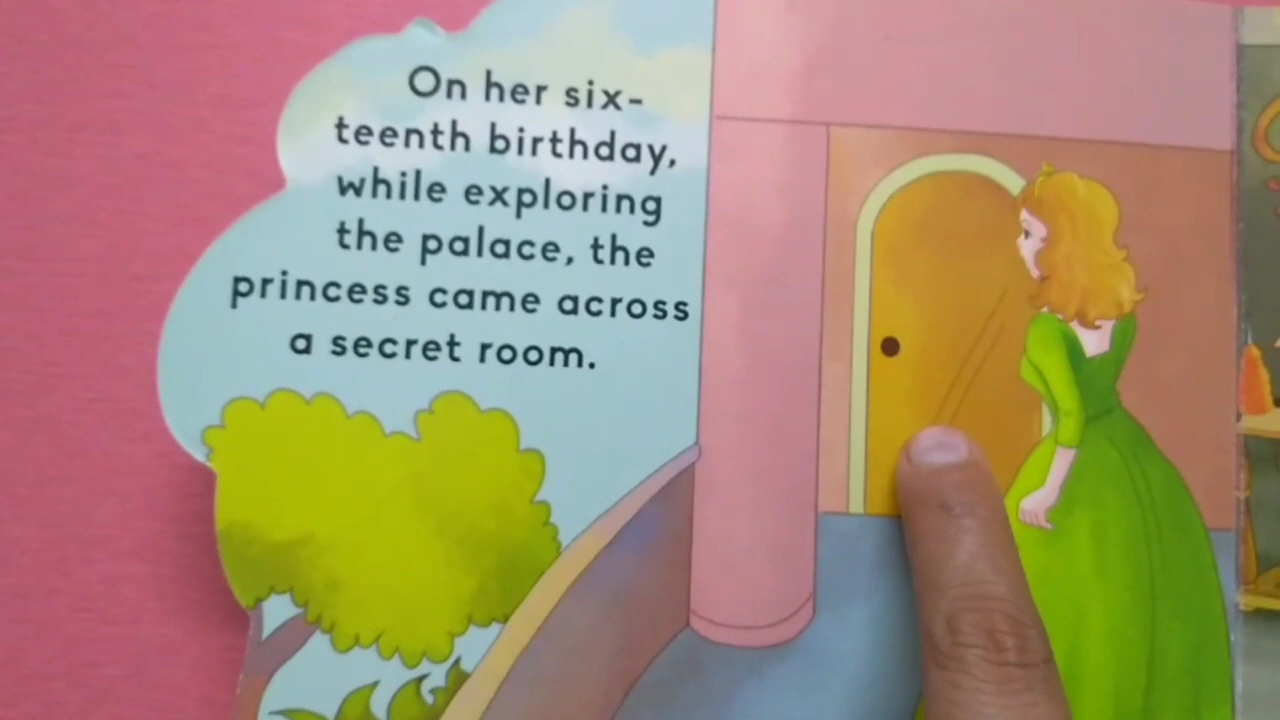 On her six-
teenth birthday,
while exploring
the palace, the
princess came across
a secret room.